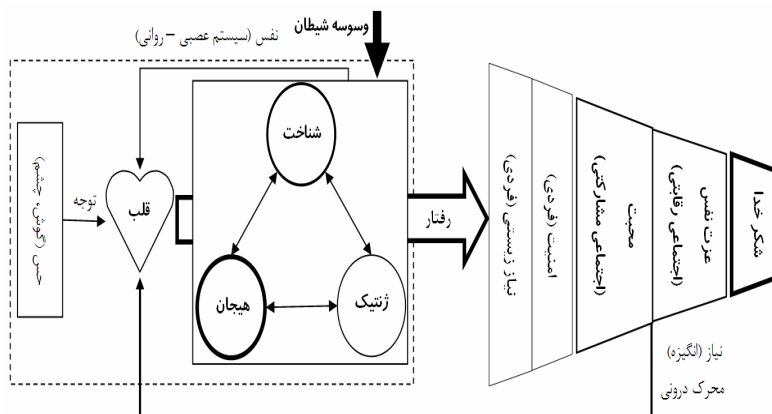 وسوسه شیطان
نفس (سیستم عصبی – روانی)
شناخت
هیجان
ژنتیک
قلب
توجه
حس (گوش، چشم)
رفتار
نیاز زیستی (فردی)
امنیت (فردی)
محبت
(اجتماعی مشارکتی)
عزت نفس
(اجتماعی رقابتی)
شکر خدا
نیاز (انگیزه)
محرک درونی